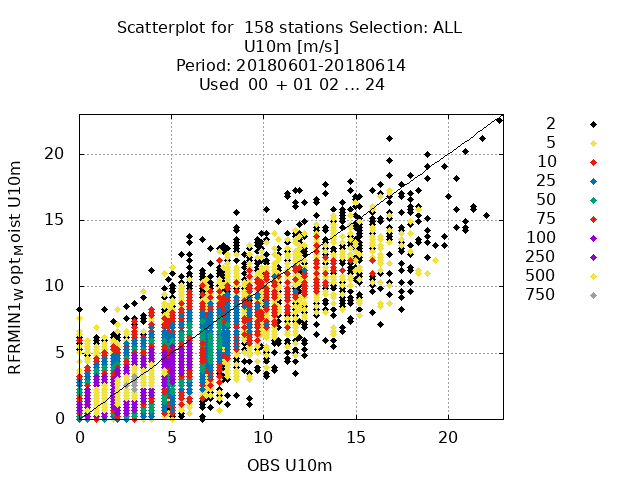 Scatterplot for 158 stations Selection: ALL
U10m [m/s]
Period: 20180601-20180614
Used 00 + 01 02 ... 24
RFRMIN1_W opt_M oist U10m
20
15
10
5
0
0 5 10 15 20
OBS U10m
2
5
10
25
50
75
100
250
500
750